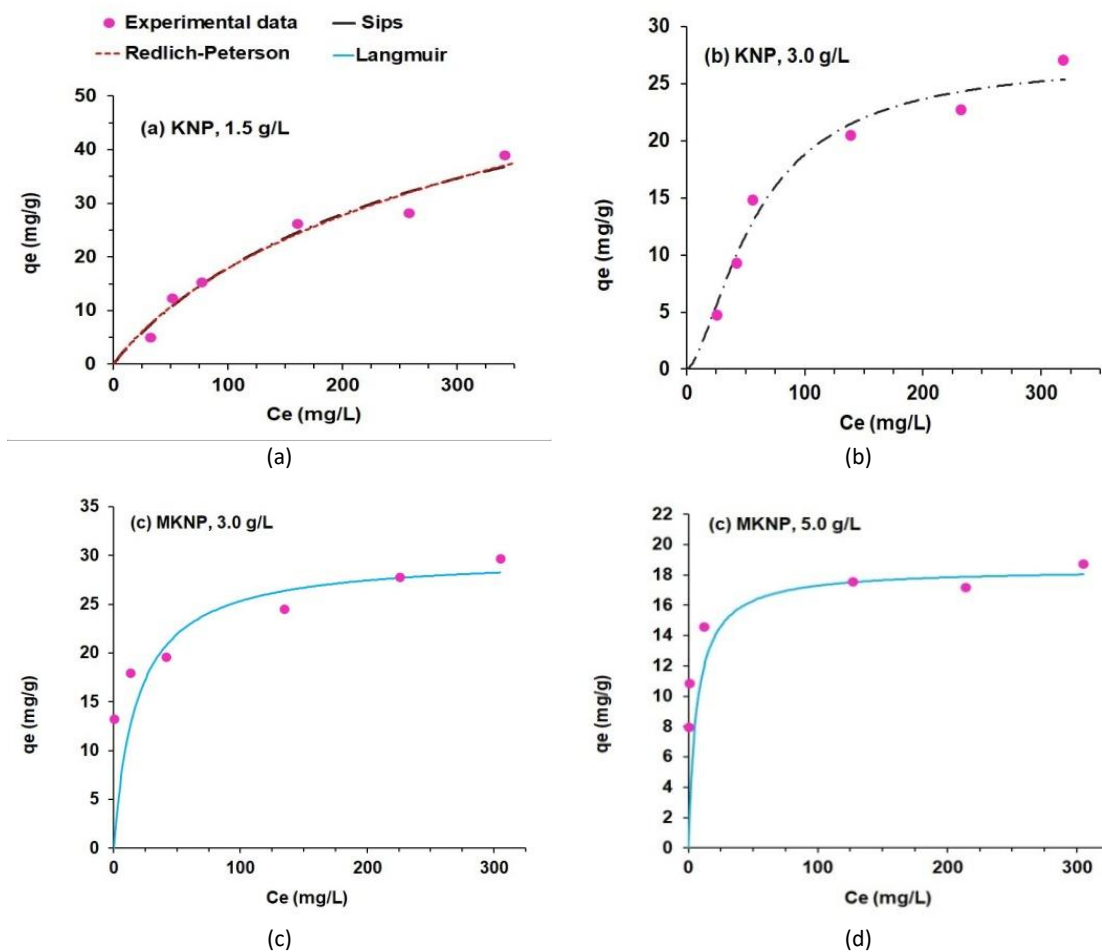 Experimental data
Sips
Redlich-Peterson
Langmuir
50
40
30
20
10
0
qe (mg/g)
(a) KNP, 1.5 g/L
0 100 200 300
Ce (mg/L)
(a)
30
25
20
15
10
5
0
qe (mg/g)
(b) KNP, 3.0 g/L
0 100 200 300
Ce (mg/L)
(b)
35
30
25
20
15
10
5
0
qe (mg/g)
(c) MKNP, 3.0 g/L
0 100 200 300
Ce (mg/L)
(c)
22
20
18
16
14
12
10
8
6
4
2
0
qe (mg/g)
(c) MKNP, 5.0 g/L
0 100 200 300
Ce (mg/L)
(d)